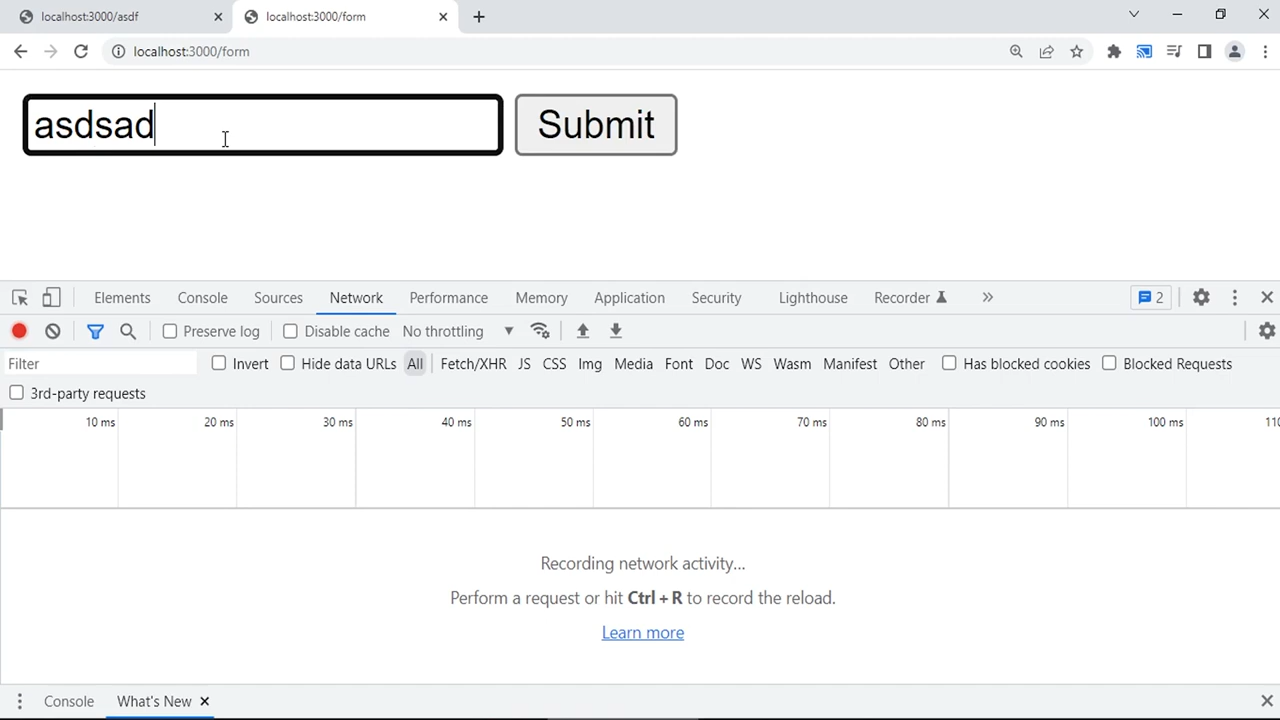 localhost:3000/asdf localhost:3000/form
localhost:3000/form
asdsad Submit
Elements Console Sources Network Performance Memory Application Security Lighthouse Recorder 2
Preserve log Disable cache No throttling
Filter Invert Hide data URLs All Fetch/XHR JS CSS Img Media Font Doc WS Wasm Manifest Other Has blocked cookies Blocked Requests
3rd-party requests
10 ms 20 ms 30 ms 40 ms 50 ms 60 ms 70 ms 80 ms 90 ms 100 ms 110
Recording network activity...
Perform a request or hit Ctrl + R to record the reload.
Learn more
Console What's New